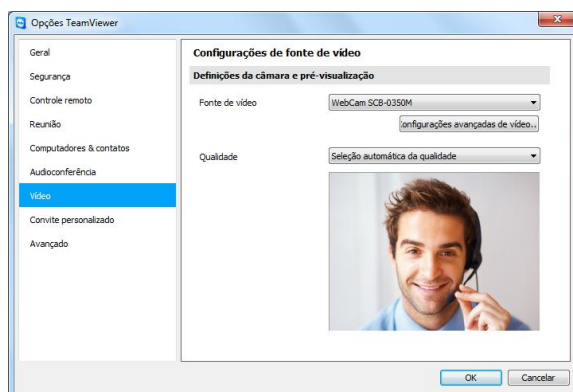 Opções TeamViewer
Geral
Segurança
Controle remoto
Reunião
Computadores & contatos
Audioconferência
Vídeo
Convite personalizado
Avançado
Configurações de fonte de vídeo
Definições da câmara e pré-visualização
Fonte de vídeo
WebCam SCB-0350M
onfigurações avançadas de vídeo..
Qualidade
Seleção automática da qualidade
OK
Cancelar